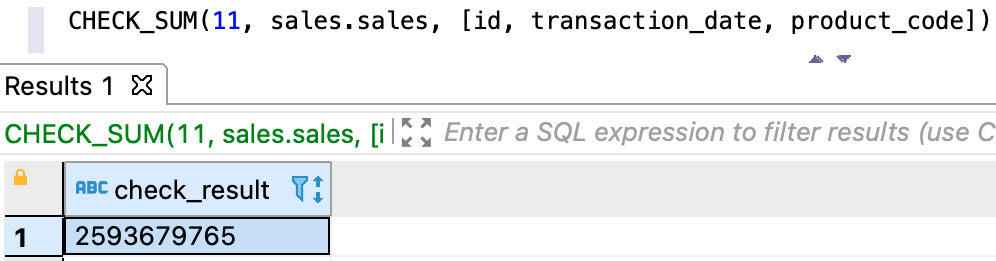 CHECK_SUM(11, sales.sales, [id, transaction_date, product_code])
Results 1
CHECK_SUM(11, sales.sales, [i
Enter a SQL expression to filter results (use C
ABC check_result
1
2593679765